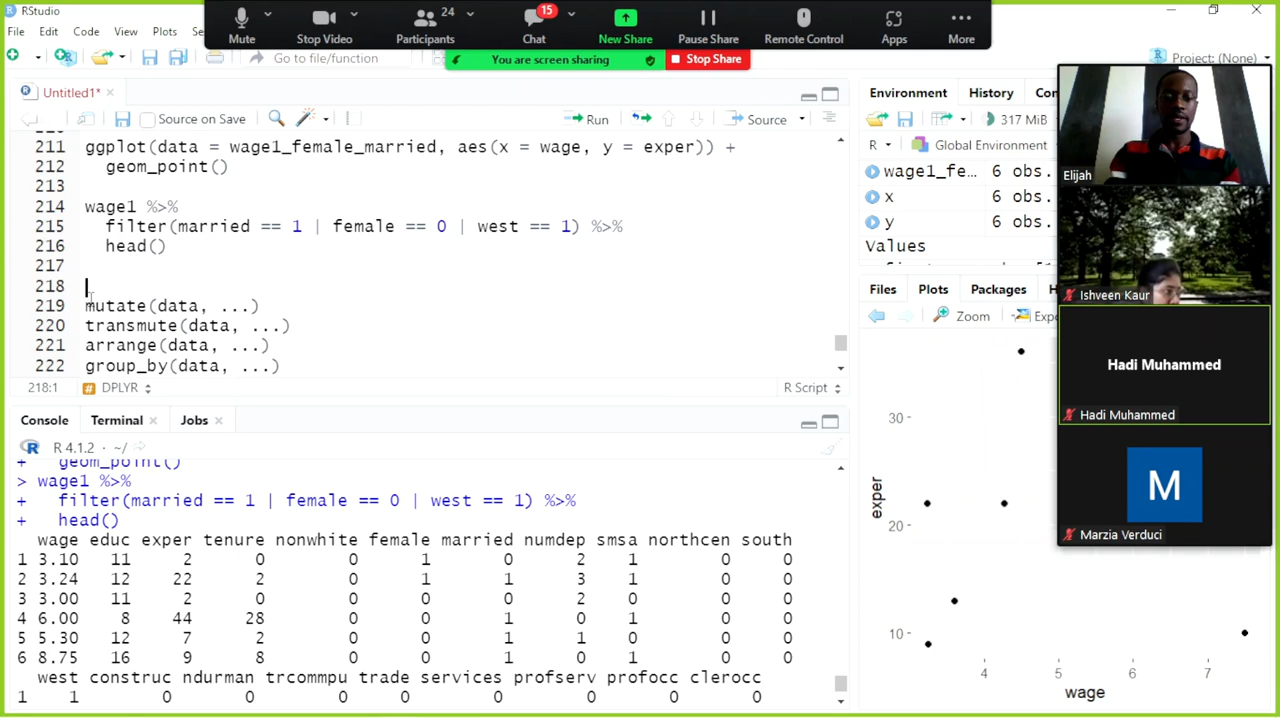 RStudio
File Edit Code View Plots
Mute
Stop Video
24
Participants
15
Chat
New Share
Pause Share
Remote Control
Apps
More
You are screen sharing
Stop Share
Go to file/function
Project: (None)
Untitled1*
Source on Save
Run
Source
211 ggplot(data = wage1_female_married, aes(x = wage, y = exper)) +
212 geom_point()
213
214 wage1 %>%
215 filter(married == 1 | female == 0 | west == 1) %>%
216 head()
217
218
219 mutate(data, ...)
220 transmute(data, ...)
221 arrange(data, ...)
222 group_by(data, ...)
218:1 # DPLYR R Script
Console Terminal Jobs
R 4.1.2 · ~/
+ geom_point()
> wage1 %>%
+ filter(married == 1 | female == 0 | west == 1) %>%
+ head()
wage educ exper tenure nonwhite female married numdep smsa northcen south
1 3.10 11 2 0 0 1 0 2 1 0 0
2 3.24 12 22 2 0 1 1 3 1 0 0
3 3.00 11 2 0 0 0 0 2 0 0 0
4 6.00 8 44 28 0 0 1 0 1 0 0
5 5.30 12 7 2 0 0 1 1 0 0 0
6 8.75 16 9 8 0 0 1 0 1 0 0
west construc ndurman trcommpu trade services profserv profocc clerocc
1 1 0 0 0 0 0 0 0 0
Environment History
317 MiB
R Global Environment
wage1_fe… 6 obs.
x 6 obs.
y 6 obs.
Values
Files Plots Packages
Zoom
30
20
10
exper
4 5 6 7
wage
Elijah
Ishveen Kaur
Hadi Muhammed
Hadi Muhammed
M
Marzia Verduci